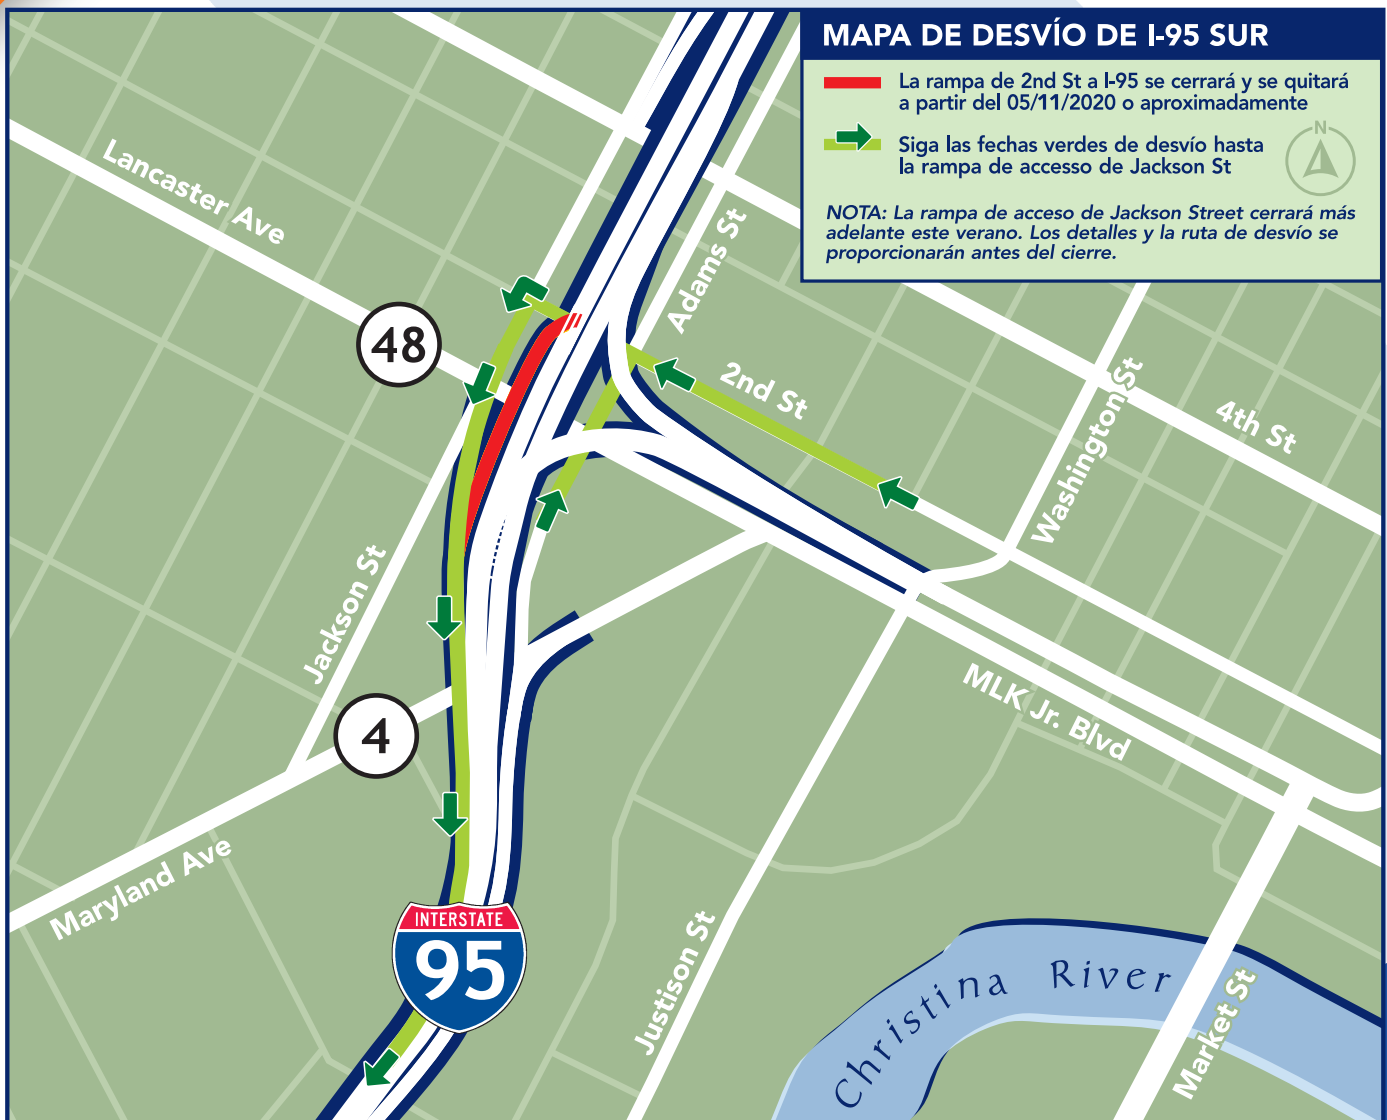 MAPA DE DESVÍO DE I-95 SUR
La rampa de 2nd St a I-95 se cerrará y se quitará
a partir del 05/11/2020 o aproximadamente
Siga las fechas verdes de desvío hasta
la rampa de accesso de Jackson St
N
NOTA: La rampa de acceso de Jackson Street cerrará más
adelante este verano. Los detalles y la ruta de desvío se
proporcionarán antes del cierre.
Lancaster Ave
Adams St
48
2nd St
Washington St
4th St
Jackson St
MLK Jr. Blvd
4
Maryland Ave
INTERSTATE
95
Justison St
Christina River
Market St